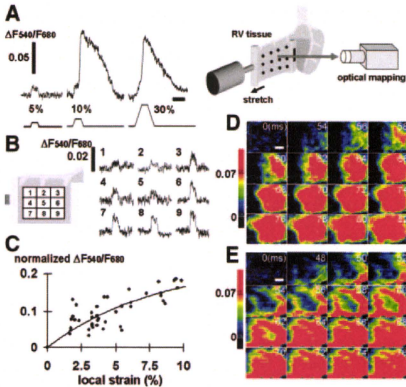 A
ΔF540/F680
0.05
5%
10%
30%
RV tissue
stretch
optical mapping
B
ΔF540/F680
0.02
1 2 3
4 5 6
7 8 9
1 2 3
4 5 6
7 8 9
C
normalized ΔF540/F680
0.2
0.1
0
0 2.5 5 7.5 10
local strain (%)
D
0.07
0
0(ms) 54
E
0.07
0
0(ms) 48